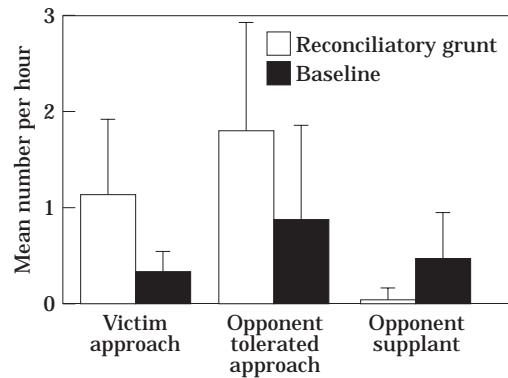 3
2
1
0
Mean number per hour
Reconciliatory grunt
Baseline
Victim
approach
Opponent
tolerated
approach
Opponent
supplant